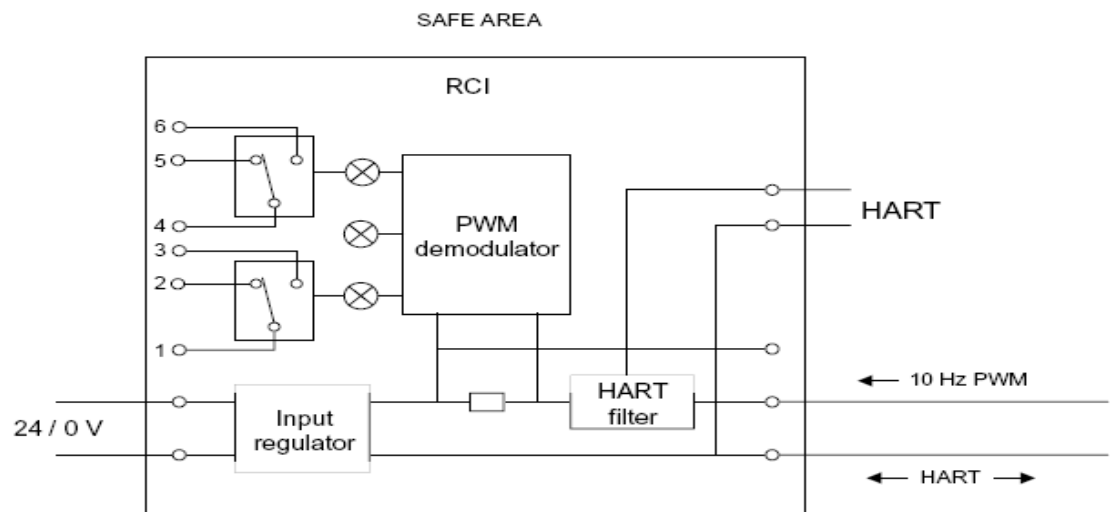 SAFE AREA
RCI
6
5
4
3
2
1
PWM
demodulator
HART
HART
filter
10 Hz PWM
24 / 0 V
Input
regulator
HART